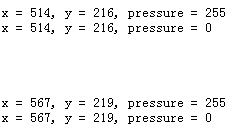 x = 514, y = 216, pressure = 255
x = 514, y = 216, pressure = 0
x = 567, y = 219, pressure = 255
x = 567, y = 219, pressure = 0